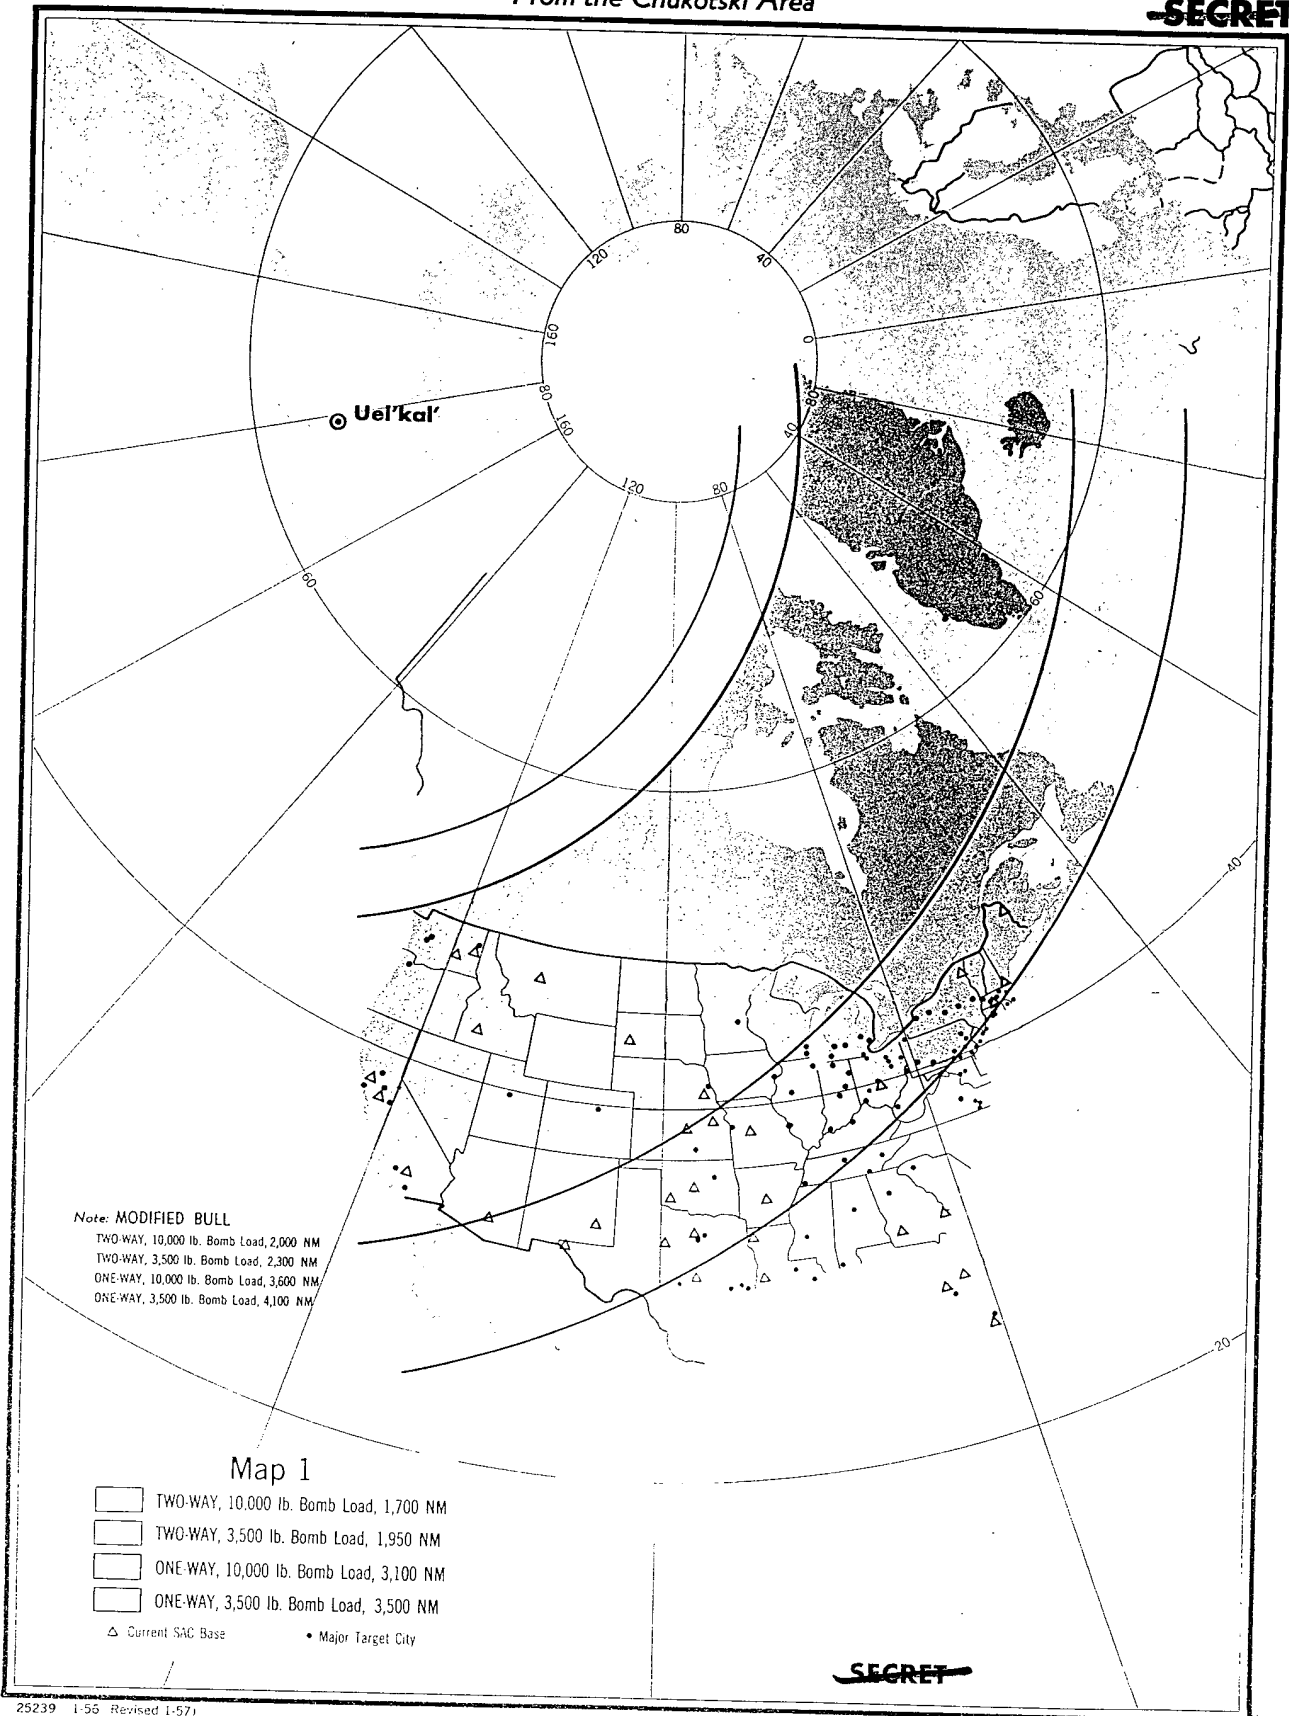 From the Chukotski Area
SECRET
80
120
40
160
0
Uel'kal'
80
160
80
40
120
80
60
60
40
Note: MODIFIED BULL
TWO-WAY, 10,000 lb. Bomb Load, 2,000 NM
TWO-WAY, 3,500 lb. Bomb Load, 2,300 NM
ONE-WAY, 10,000 lb. Bomb Load, 3,600 NM
ONE-WAY, 3,500 lb. Bomb Load, 4,100 NM
20
Map 1
TWO-WAY, 10,000 lb. Bomb Load, 1,700 NM
TWO-WAY, 3,500 lb. Bomb Load, 1,950 NM
ONE-WAY, 10,000 lb. Bomb Load, 3,100 NM
ONE-WAY, 3,500 lb. Bomb Load, 3,500 NM
Current SAC Base
Major Target City
SECRET
25239 1-56 Revised 1-57)